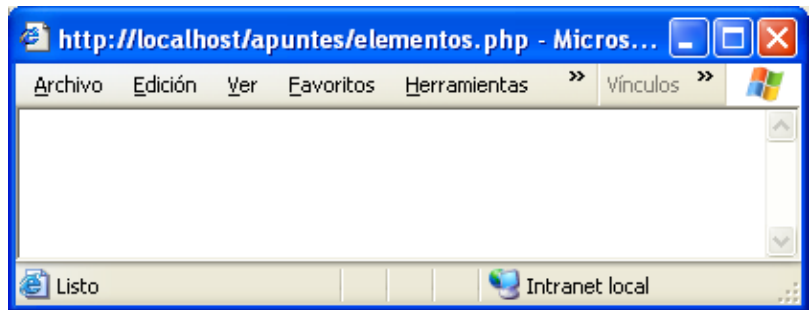 http://localhost/apuntes/elementos.php - Micros...
Archivo Edición Ver Favoritos Herramientas » Vínculos »
Listo Intranet local